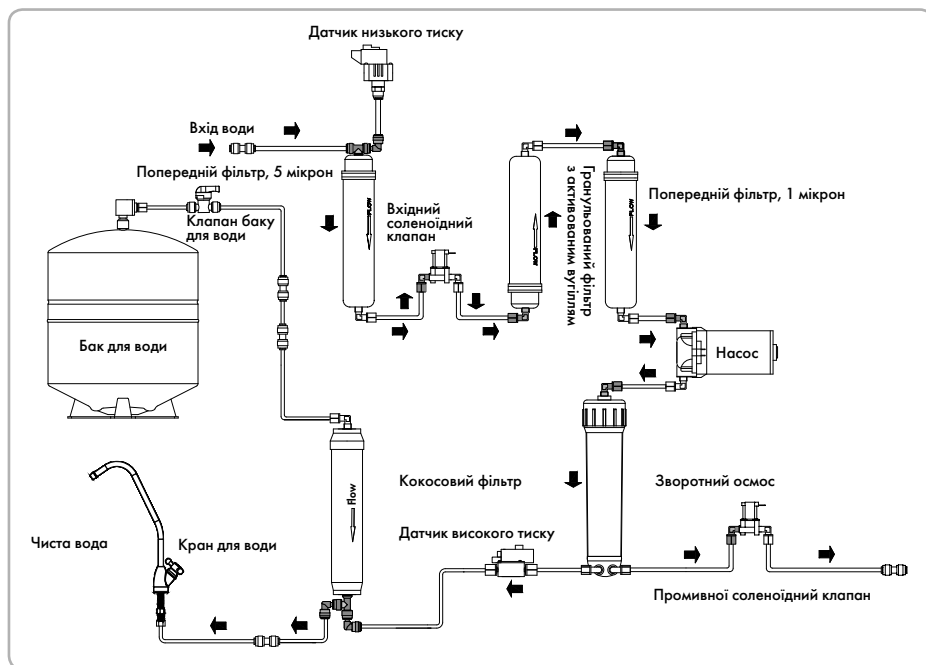 Датчик низького тиску
Вхід води
Попередній фільтр, 5 мікрон
Клапан баку
для води
Вхідний
соленоїдний
клапан
Гранульований фільтр
з активованим вугіллям
Попередній фільтр, 1 мікрон
FLOW
FLOW
FLOW
Бак для води
Насос
Flow
Кокосовий фільтр
Зворотний осмос
Датчик високого тиску
Чиста вода
Кран для води
Промивної соленоїдний клапан